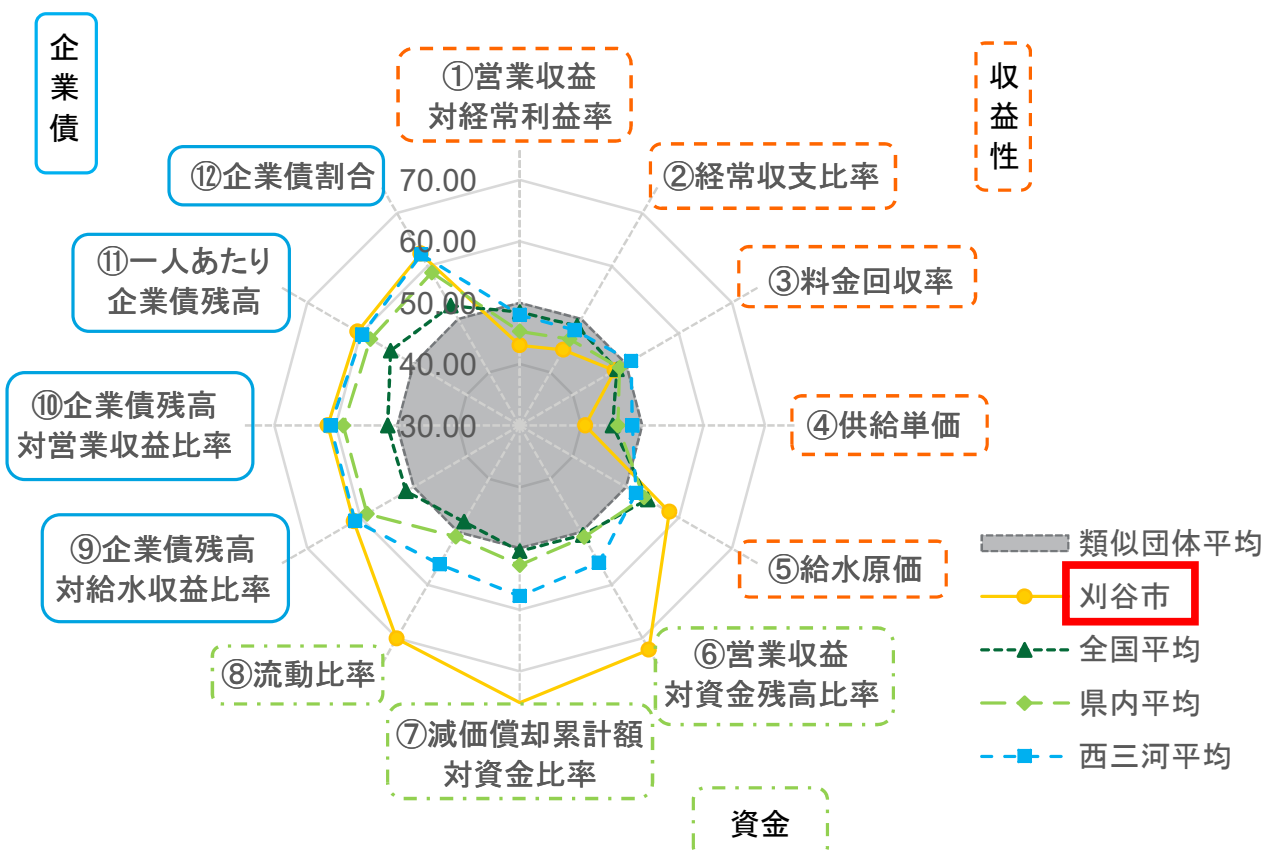 企
業
債
①営業収益
対経常利益率
収
益
性
②経常収支比率
③料金回収率
④供給単価
⑤給水原価
⑥営業収益
対資金残高比率
⑦減価償却累計額
対資金比率
⑧流動比率
⑨企業債残高
対給水収益比率
⑩企業債残高
対営業収益比率
⑪一人あたり
企業債残高
⑫企業債割合
70.00
60.00
50.00
40.00
30.00
類似団体平均
刈谷市
全国平均
県内平均
西三河平均
資金